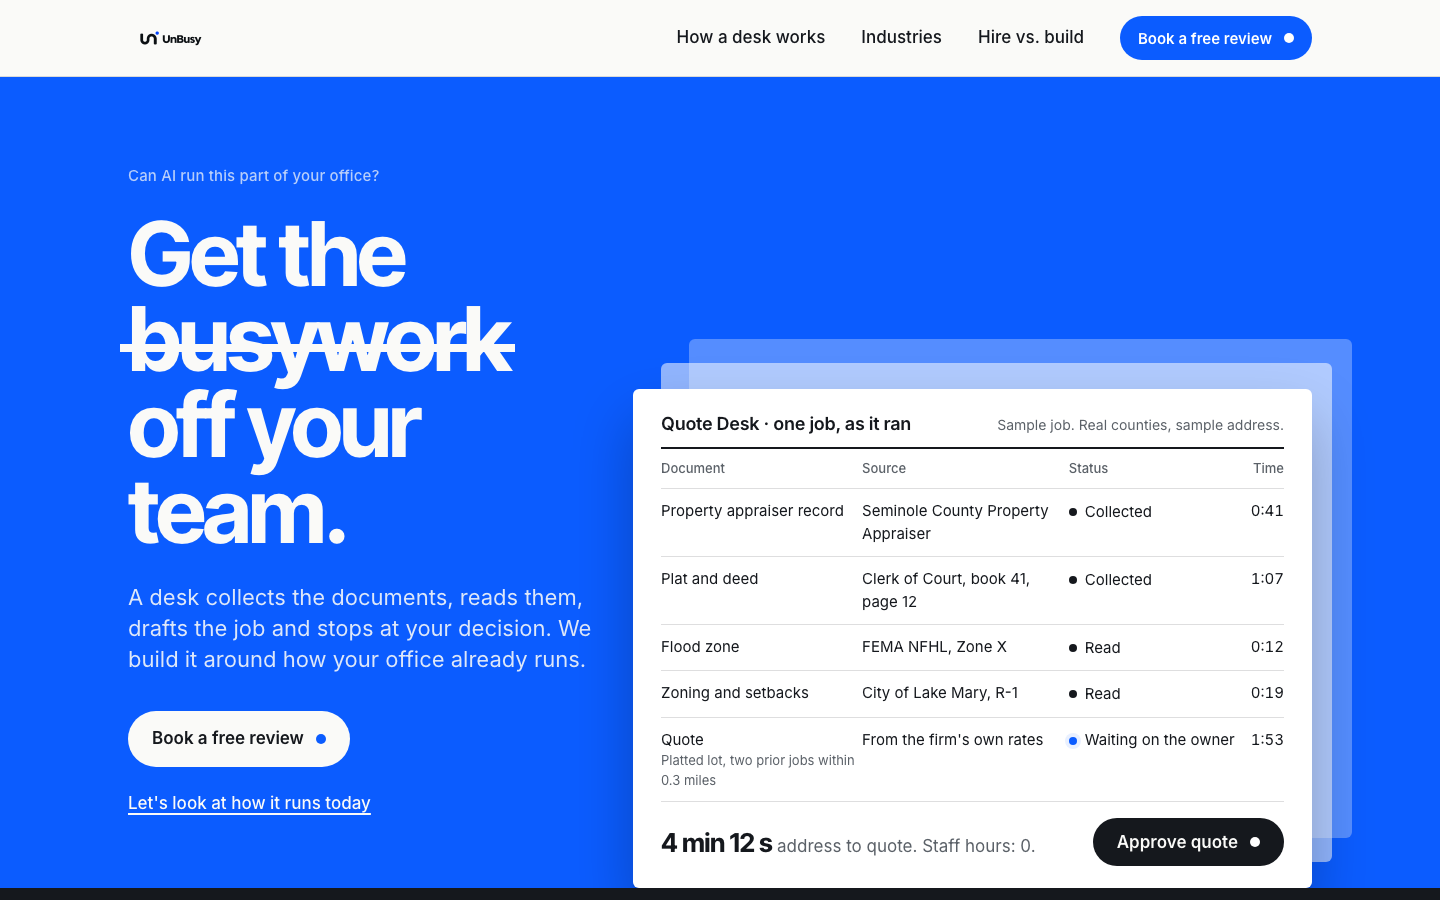 UnBusy
How a desk works
Industries
Hire vs. build
Book a free review
Can AI run this part of your office?
Get the
busywork
off your
team.
A desk collects the documents, reads them,
drafts the job and stops at your decision. We
build it around how your office already runs.
Book a free review
Let's look at how it runs today
Quote Desk · one job, as it ran
Sample job. Real counties, sample address.
Document Source Status Time
Property appraiser record Seminole County Property Collected 0:41
Appraiser
Plat and deed Clerk of Court, book 41, Collected 1:07
page 12
Flood zone FEMA NFHL, Zone X Read 0:12
Zoning and setbacks City of Lake Mary, R-1 Read 0:19
Quote From the firm's own rates Waiting on the owner 1:53
Platted lot, two prior jobs within
0.3 miles
4 min 12 s address to quote. Staff hours: 0.
Approve quote